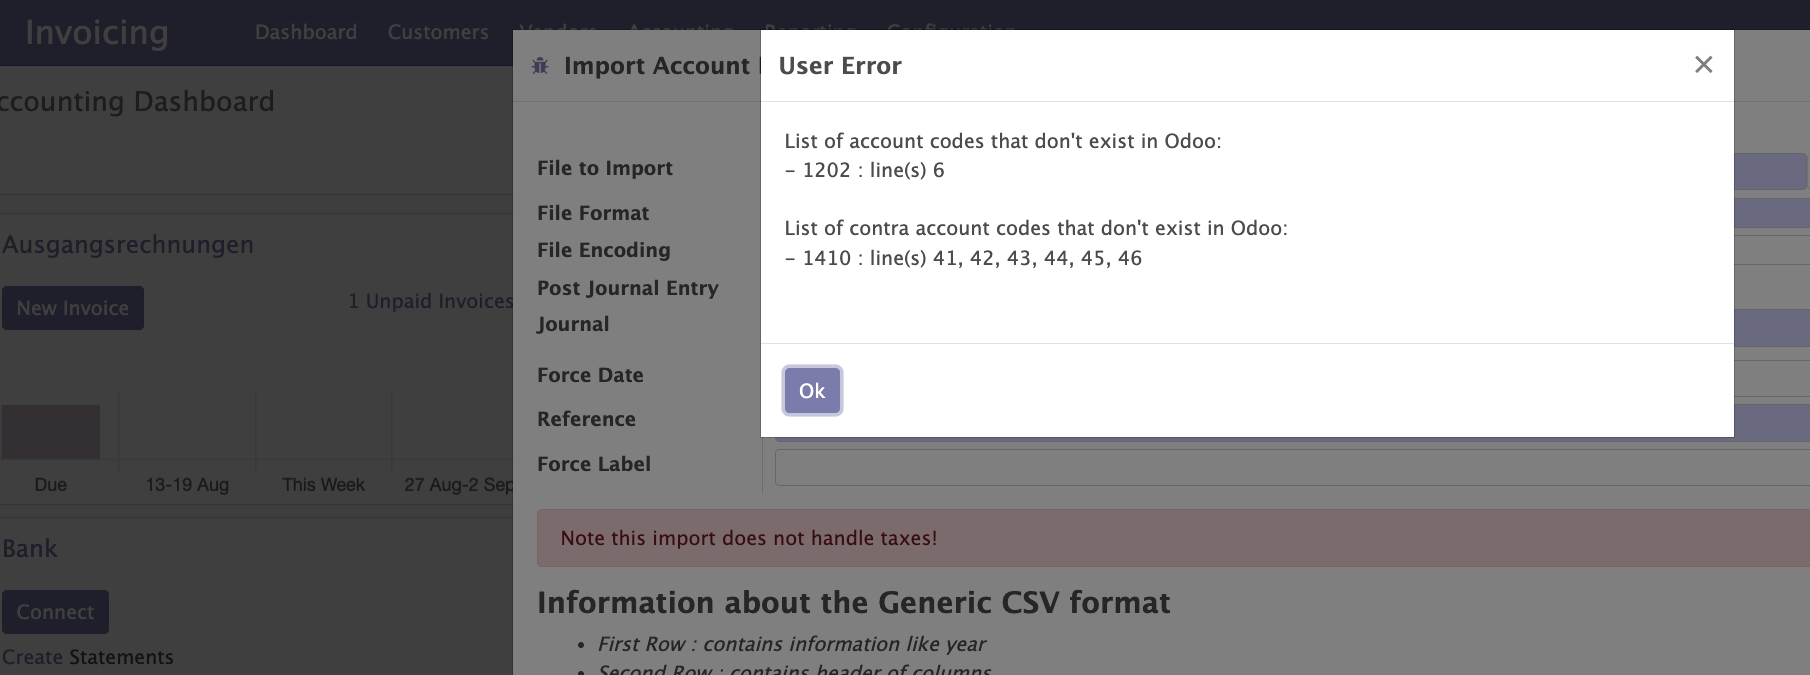 Invoicing
Dashboard
Customers
Import Account
User Error
ccounting Dashboard
List of account codes that don't exist in Odoo:
- 1202 : line(s) 6
List of contra account codes that don't exist in Odoo:
- 1410 : line(s) 41, 42, 43, 44, 45, 46
Ok
File to Import
File Format
File Encoding
Post Journal Entry
Journal
Force Date
Reference
Force Label
Ausgangsrechnungen
New Invoice
1 Unpaid Invoices
Due
13-19 Aug
This Week
27 Aug-2 Sep
Bank
Connect
Create Statements
Note this import does not handle taxes!
Information about the Generic CSV format
• First Row : contains information like year
• Second Row : contains header of columns